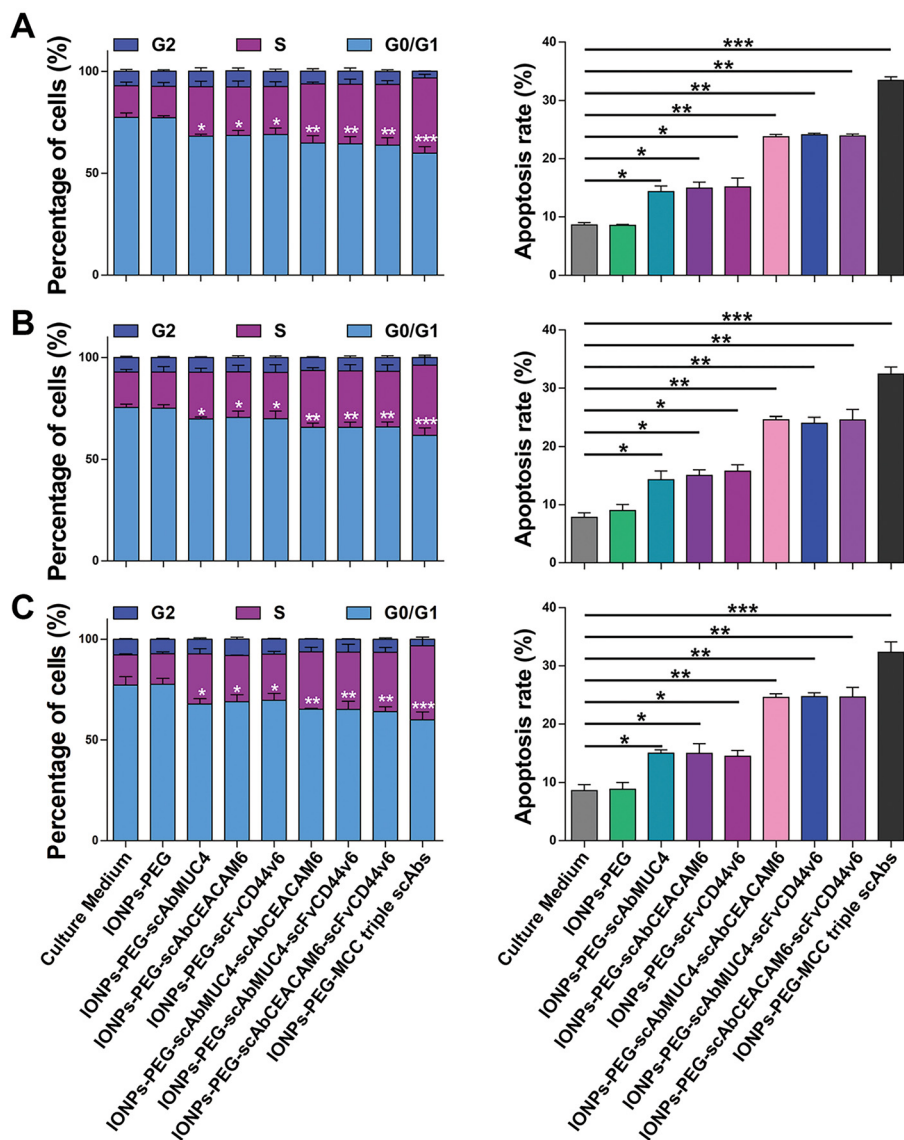 A
G2 S G0/G1
Percentage of cells (%)
100
50
0
* * * ** ** ** ***
Apoptosis rate (%)
40
30
20
10
0
***
**
**
**
*
*
*
B
G2 S G0/G1
Percentage of cells (%)
100
50
0
* * * ** ** ** ***
Apoptosis rate (%)
40
30
20
10
0
***
**
**
**
*
*
*
C
G2 S G0/G1
Percentage of cells (%)
100
50
0
* * * ** ** ** ***
Apoptosis rate (%)
40
30
20
10
0
***
**
**
**
*
*
*
Culture Medium
IONPs-PEG
IONPs-PEG-scAbMUC4
IONPs-PEG-scAbCEACAM6
IONPs-PEG-scFvCD44v6
IONPs-PEG-scAbMUC4-scAbCEACAM6
IONPs-PEG-scAbMUC4-scFvCD44v6
IONPs-PEG-scAbCEACAM6-scFvCD44v6
IONPs-PEG-MCC triple scAbs
Culture Medium
IONPs-PEG
IONPs-PEG-scAbMUC4
IONPs-PEG-scAbCEACAM6
IONPs-PEG-scFvCD44v6
IONPs-PEG-scAbMUC4-scAbCEACAM6
IONPs-PEG-scAbMUC4-scFvCD44v6
IONPs-PEG-scAbCEACAM6-scFvCD44v6
IONPs-PEG-MCC triple scAbs